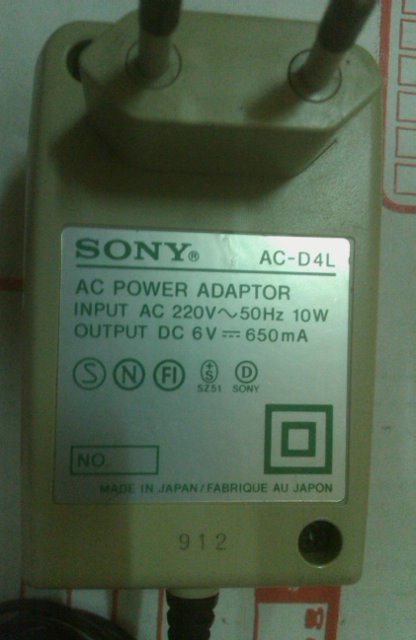 SONY® AC-D4L
AC POWER ADAPTOR
INPUT AC 220V~50Hz 10W
OUTPUT DC 6V⎓650mA
S N FI +S D
SZ51 SONY
NO.
MADE IN JAPAN/FABRIQUE AU JAPON
912